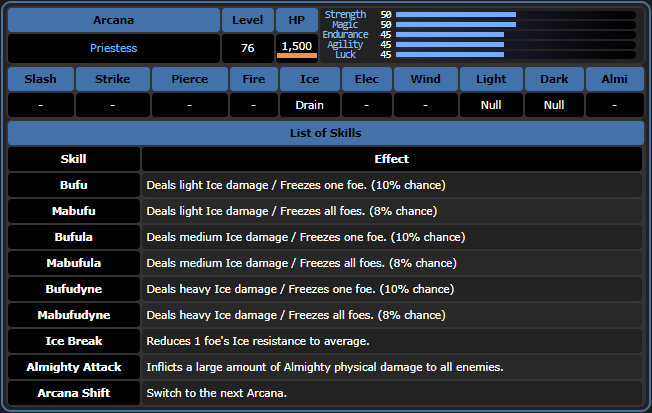 Arcana Level HP
Priestess 76 1,500
Strength 50
Magic 50
Endurance 45
Agility 45
Luck 45
Slash Strike Pierce Fire Ice Elec Wind Light Dark Almi
- - - - Drain - - Null Null -
List of Skills
Skill Effect
Bufu Deals light Ice damage / Freezes one foe. (10% chance)
Mabufu Deals light Ice damage / Freezes all foes. (8% chance)
Bufula Deals medium Ice damage / Freezes one foe. (10% chance)
Mabufula Deals medium Ice damage / Freezes all foes. (8% chance)
Bufudyne Deals heavy Ice damage / Freezes one foe. (10% chance)
Mabufudyne Deals heavy Ice damage / Freezes all foes. (8% chance)
Ice Break Reduces 1 foe's Ice resistance to average.
Almighty Attack Inflicts a large amount of Almighty physical damage to all enemies.
Arcana Shift Switch to the next Arcana.